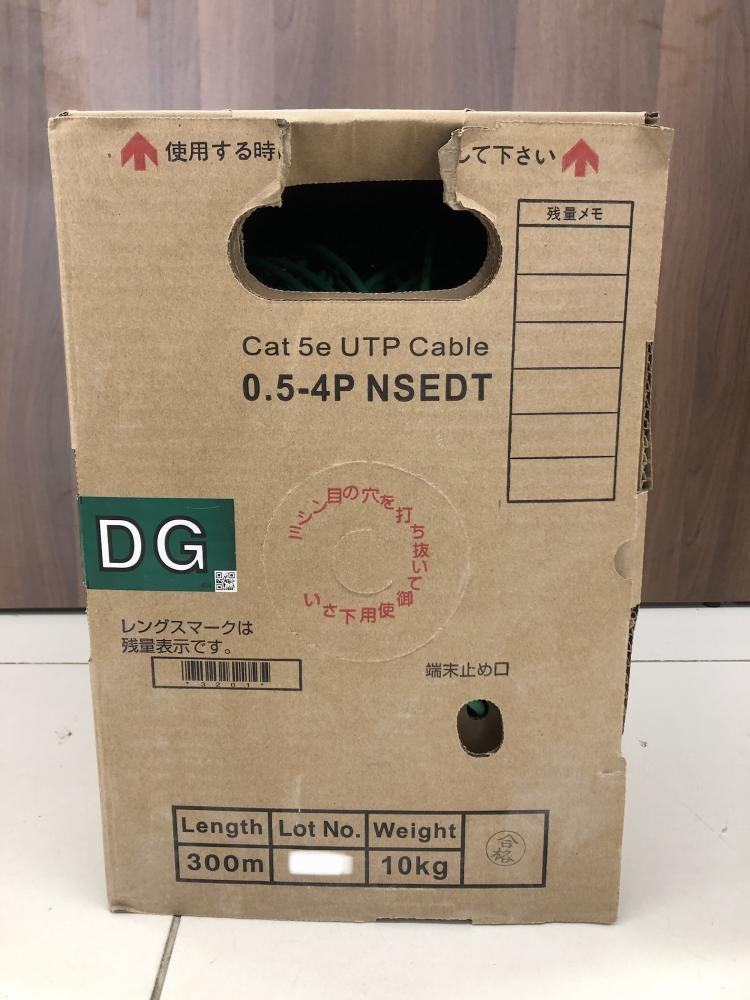 使用する時
して下さい
残量メモ
Cat 5e UTP Cable
0.5-4P NSEDT
ミシン目の穴を打ち抜いて御使用下さい
DG
レングスマークは
残量表示です。
*3201*
端末止め口
Length Lot No. Weight
300m 10kg
合格